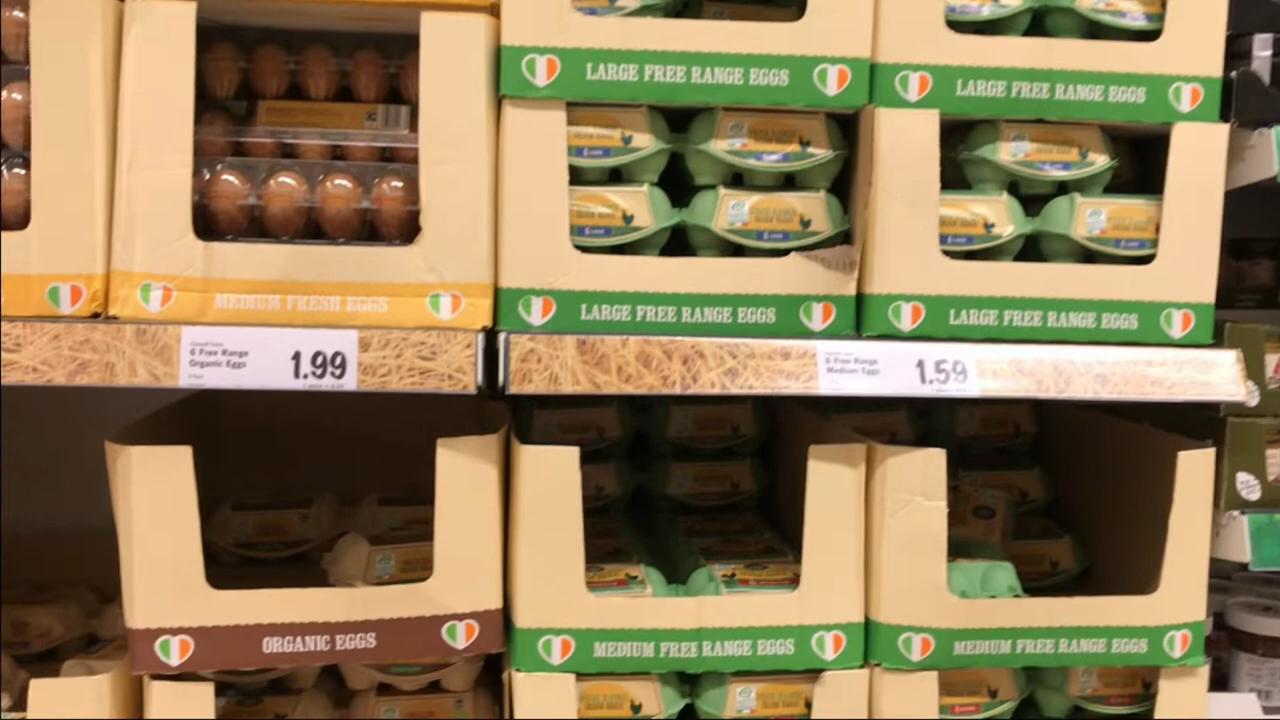 LARGE FREE RANGE EGGS
LARGE FREE RANGE EGGS
MEDIUM FRESH EGGS
LARGE FREE RANGE EGGS
LARGE FREE RANGE EGGS
6 Free Range
Organic Eggs
1.99
6 Free Range
Medium Eggs
1.59
ORGANIC EGGS
MEDIUM FREE RANGE EGGS
MEDIUM FREE RANGE EGGS